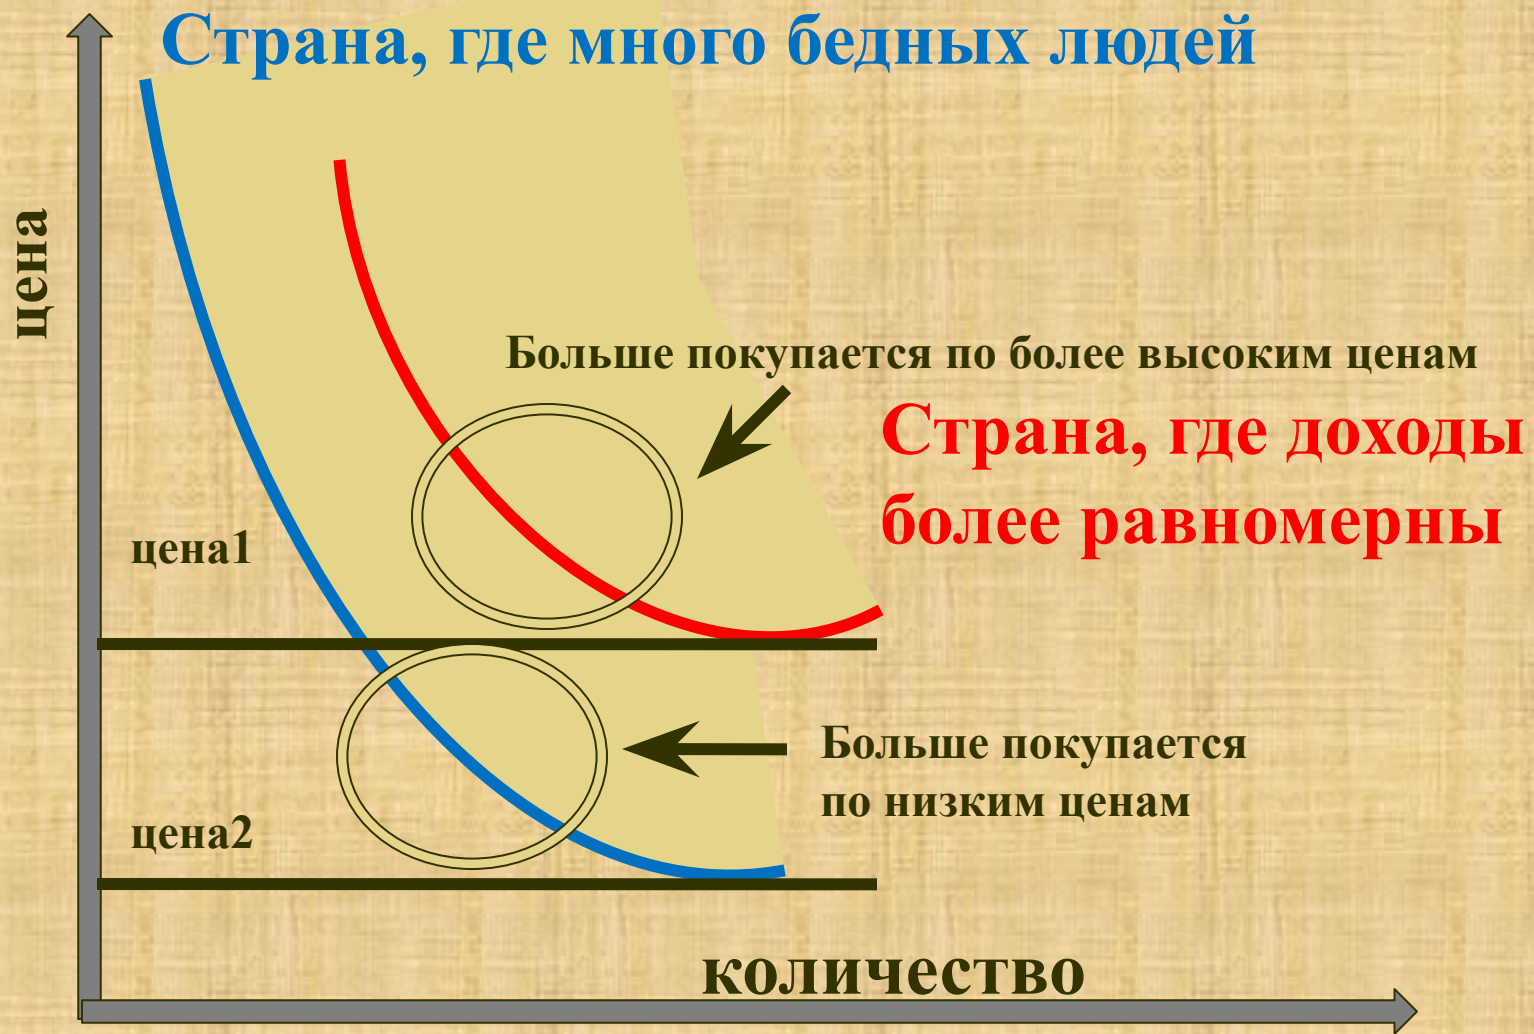 Страна, где много бедных людей
цена
Больше покупается по более высоким ценам
Страна, где доходы
более равномерны
цена1
Больше покупается
по низким ценам
цена2
количество